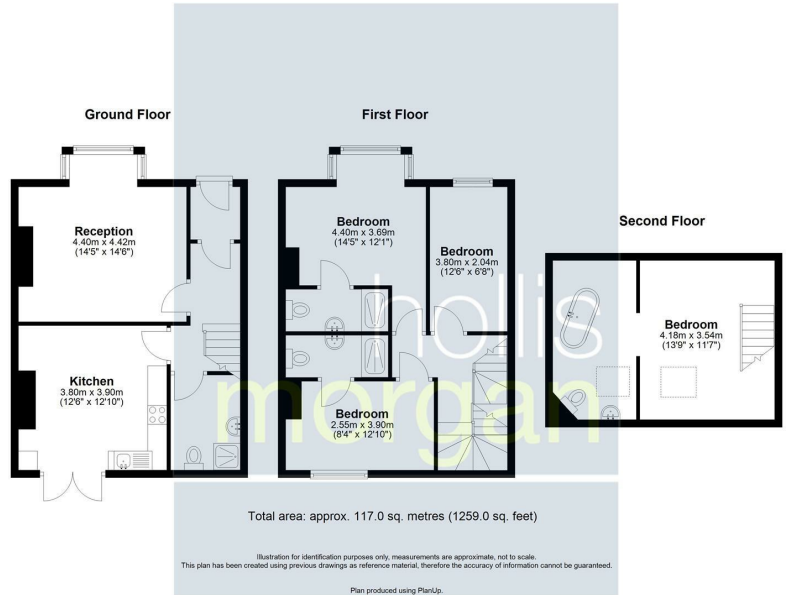 Ground Floor
First Floor
Second Floor
Reception
4.40m x 4.42m
(14'5" x 14'6")
Kitchen
3.80m x 3.90m
(12'6" x 12'10")
Bedroom
4.40m x 3.69m
(14'5" x 12'1")
Bedroom
3.80m x 2.04m
(12'6" x 6'8")
Bedroom
2.55m x 3.90m
(8'4" x 12'10")
Bedroom
4.18m x 3.54m
(13'9" x 11'7")
hollis
morgan
Total area: approx. 117.0 sq. metres (1259.0 sq. feet)
Illustration for identification purposes only, measurements are approximate, not to scale.
This plan has been created using previous drawings as reference material, therefore the accuracy of information cannot be guaranteed.
Plan produced using PlanUp.